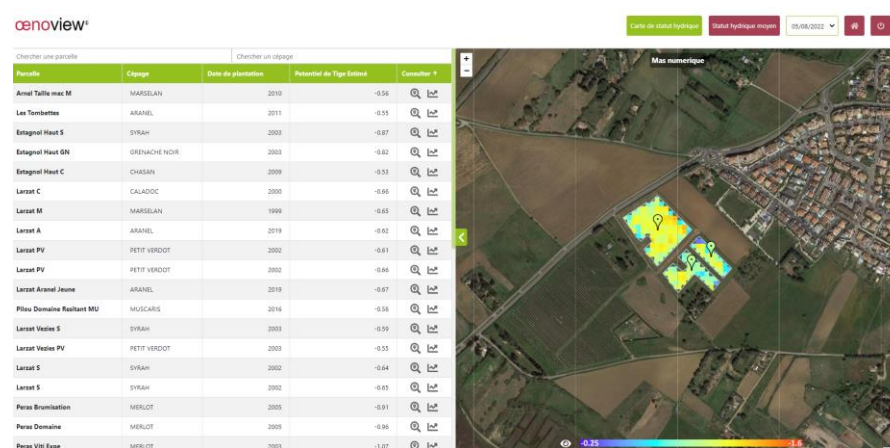 œnoview®
Carte de statut hydrique
Statut hydrique moyen
05/08/2022
Chercher une parcelle Chercher un cépage
Parcelle Cépage Date de plantation Potentiel de Tige Estimé Consulter ?
Arnel Taille mac M MARSELAN 2010 -0.56
Les Tombettes ARANEL 2011 -0.55
Estagnol Haut S SYRAH 2003 -0.87
Estagnol Haut GN GRENACHE NOIR 2003 -0.82
Estagnol Haut C CHASAN 2009 -0.53
Larzat C CALADOC 2000 -0.66
Larzat M MARSELAN 1999 -0.65
Larzat A ARANEL 2019 -0.62
Larzat PV PETIT VERDOT 2002 -0.61
Larzat PV PETIT VERDOT 2002 -0.66
Larzat Aranel Jeune ARANEL 2019 -0.67
Pilou Domaine Resitant MU MUSCARIS 2016 -0.56
Larzat Vezies S SYRAH 2003 -0.59
Larzat Vezies PV PETIT VERDOT 2003 -0.55
Larzat S SYRAH 2002 -0.64
Larzat S SYRAH 2002 -0.65
Peras Brumisation MERLOT 2005 -0.91
Peras Domaine MERLOT 2005 -0.96
Peras Viti Expe MERLOT 2003 -1.07
+
−
Mas numerique
-0.25 -1.6